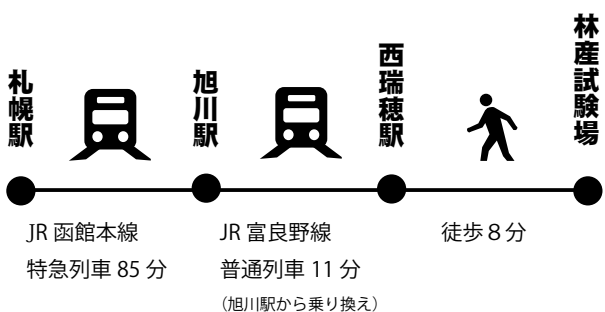 札幌駅
旭川駅
西瑞穂駅
林産試験場
JR 函館本線
特急列車 85 分
JR 富良野線
普通列車 11 分
（旭川駅から乗り換え）
徒歩８分